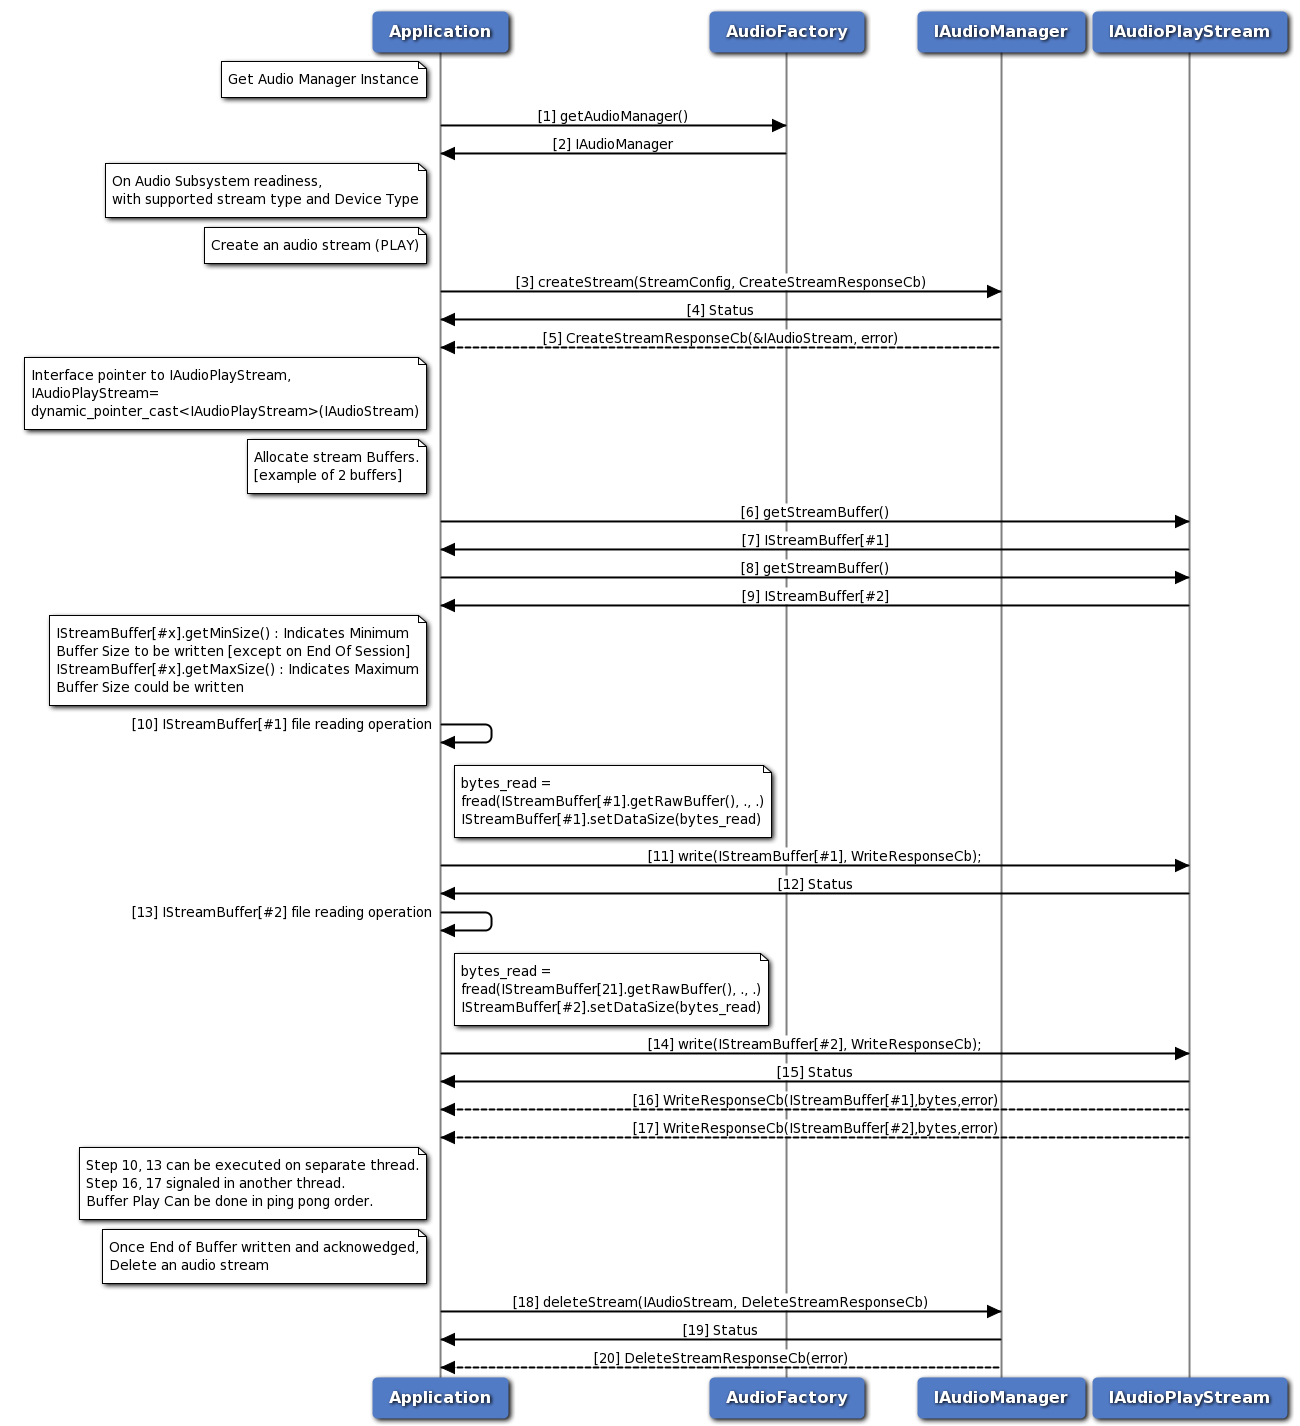 Application
AudioFactory
IAudioManager
IAudioPlayStream
Get Audio Manager Instance
[1] getAudioManager()
[2] IAudioManager
On Audio Subsystem readiness,
with supported stream type and Device Type
Create an audio stream (PLAY)
[3] createStream(StreamConfig, CreateStreamResponseCb)
[4] Status
[5] CreateStreamResponseCb(&IAudioStream, error)
Interface pointer to IAudioPlayStream,
IAudioPlayStream=
dynamic_pointer_cast<IAudioPlayStream>(IAudioStream)
Allocate stream Buffers.
[example of 2 buffers]
[6] getStreamBuffer()
[7] IStreamBuffer[#1]
[8] getStreamBuffer()
[9] IStreamBuffer[#2]
IStreamBuffer[#x].getMinSize() : Indicates Minimum
Buffer Size to be written [except on End Of Session]
IStreamBuffer[#x].getMaxSize() : Indicates Maximum
Buffer Size could be written
[10] IStreamBuffer[#1] file reading operation
bytes_read =
fread(IStreamBuffer[#1].getRawBuffer(), ., .)
IStreamBuffer[#1].setDataSize(bytes_read)
[11] write(IStreamBuffer[#1], WriteResponseCb);
[12] Status
[13] IStreamBuffer[#2] file reading operation
bytes_read =
fread(IStreamBuffer[21].getRawBuffer(), ., .)
IStreamBuffer[#2].setDataSize(bytes_read)
[14] write(IStreamBuffer[#2], WriteResponseCb);
[15] Status
[16] WriteResponseCb(IStreamBuffer[#1],bytes,error)
[17] WriteResponseCb(IStreamBuffer[#2],bytes,error)
Step 10, 13 can be executed on separate thread.
Step 16, 17 signaled in another thread.
Buffer Play Can be done in ping pong order.
Once End of Buffer written and acknowedged,
Delete an audio stream
[18] deleteStream(IAudioStream, DeleteStreamResponseCb)
[19] Status
[20] DeleteStreamResponseCb(error)
Application
AudioFactory
IAudioManager
IAudioPlayStream